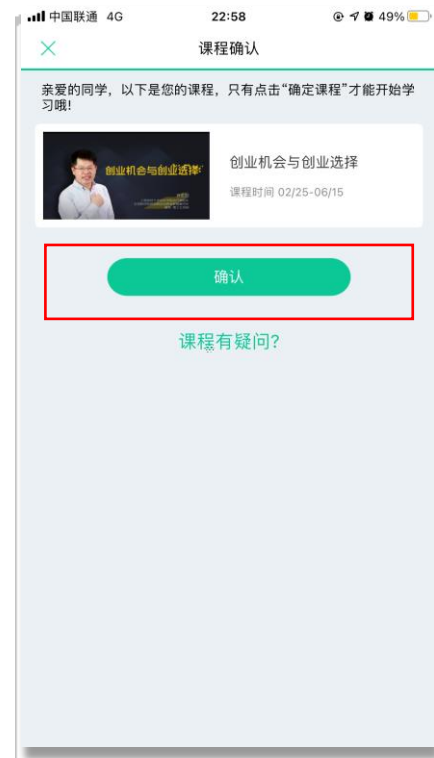 中国联通 4G 22:58 49%
课程确认
亲爱的同学，以下是您的课程，只有点击“确定课程”才能开始学
习哦！
创业机会与创业选择
创业机会与创业选择
课程时间 02/25-06/15
确认
课程有疑问?